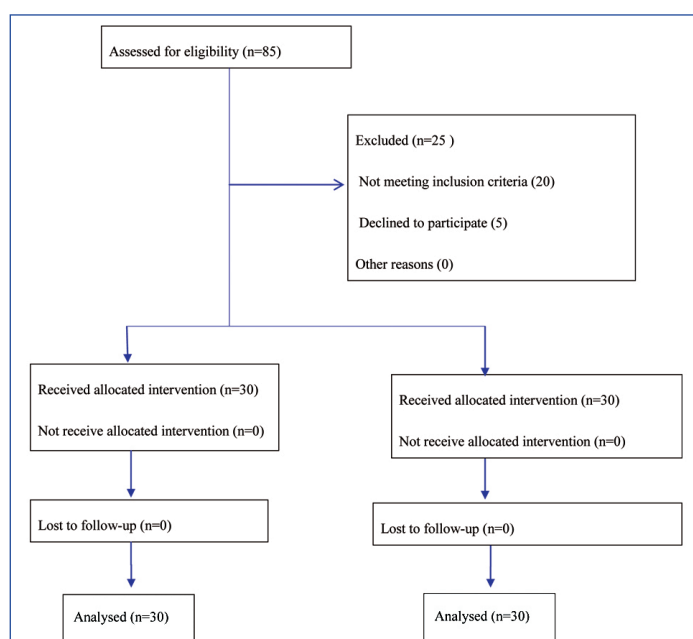 Assessed for eligibility (n=85)
Excluded (n=25 )
Not meeting inclusion criteria (20)
Declined to participate (5)
Other reasons (0)
Received allocated intervention (n=30)
Not receive allocated intervention (n=0)
Received allocated intervention (n=30)
Not receive allocated intervention (n=0)
Lost to follow-up (n=0)
Lost to follow-up (n=0)
Analysed (n=30)
Analysed (n=30)